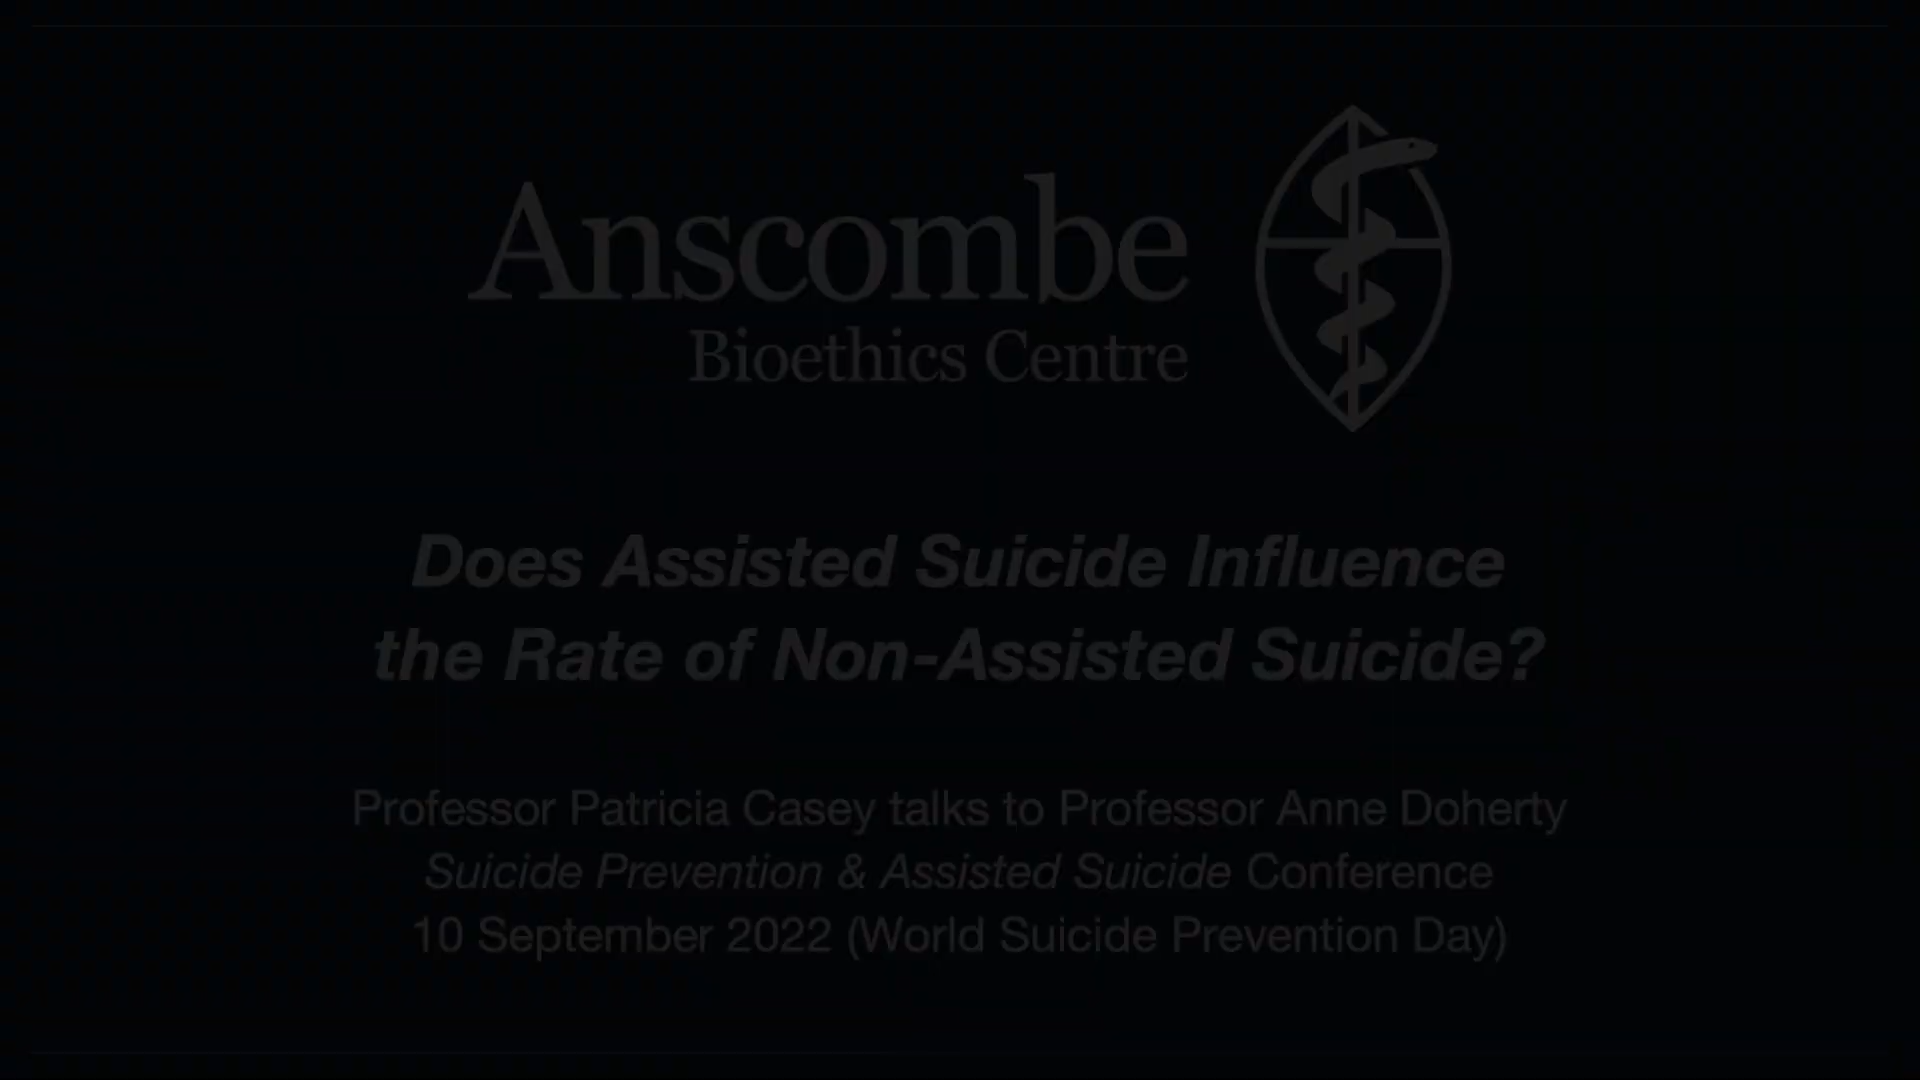 Anscombe
Bioethics Centre
Does Assisted Suicide Influence
the Rate of Non-Assisted Suicide?
Professor Patricia Casey talks to Professor Anne Doherty
Suicide Prevention & Assisted Suicide Conference
10 September 2022 (World Suicide Prevention Day)